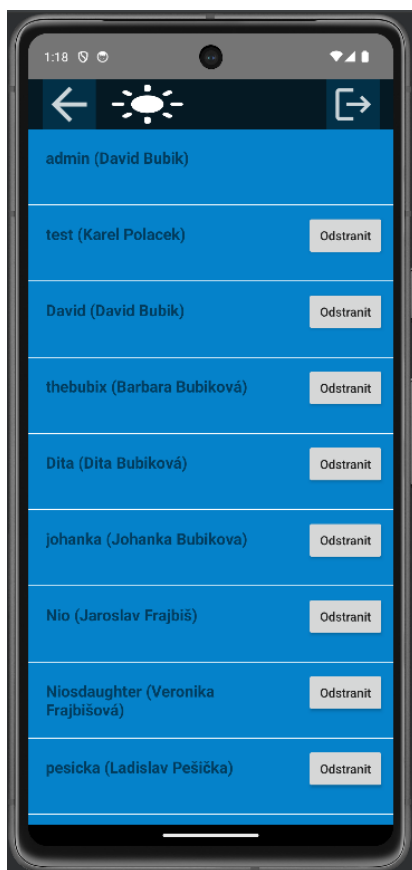 1:18
admin (David Bubik)
test (Karel Polacek)
Odstranit
David (David Bubik)
Odstranit
thebubix (Barbara Bubiková)
Odstranit
Dita (Dita Bubiková)
Odstranit
johanka (Johanka Bubikova)
Odstranit
Nio (Jaroslav Frajbiš)
Odstranit
Niosdaughter (Veronika
Frajbišová)
Odstranit
pesicka (Ladislav Pešička)
Odstranit